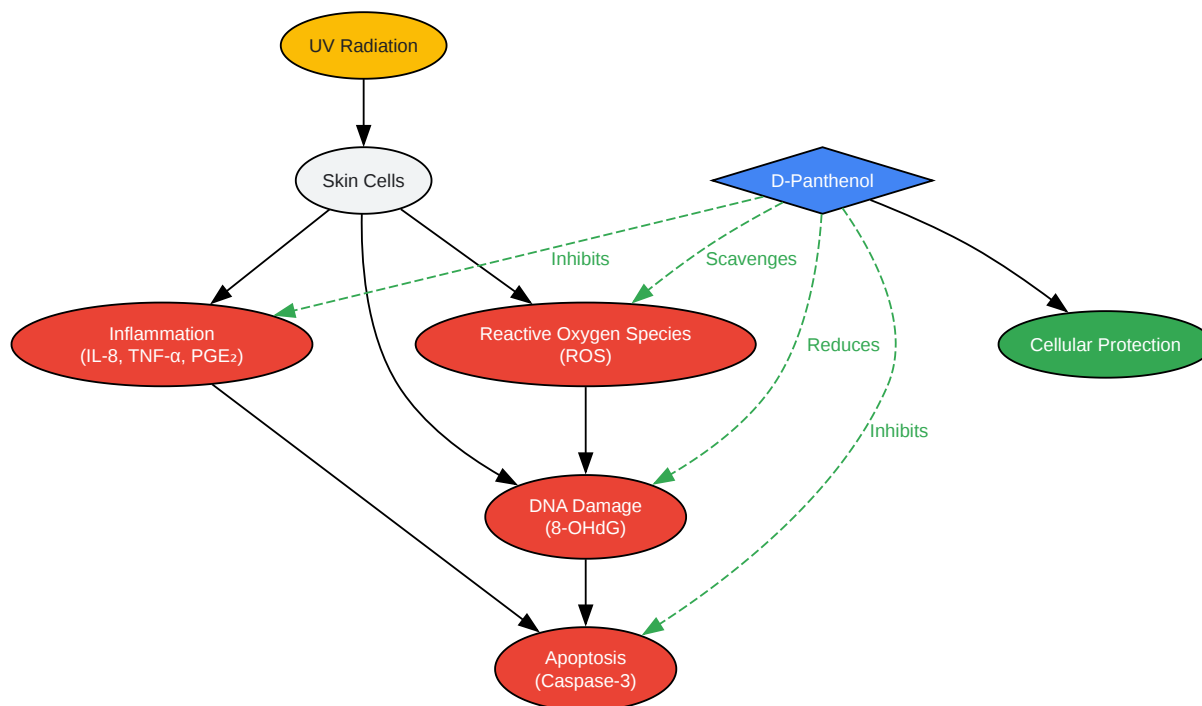 UV Radiation
Skin Cells
D-Panthenol
Inhibits
Scavenges
Inflammation
(IL-8, TNF-α, PGE₂)
Reactive Oxygen Species
(ROS)
Reduces
Cellular Protection
Inhibits
DNA Damage
(8-OHdG)
Apoptosis
(Caspase-3)